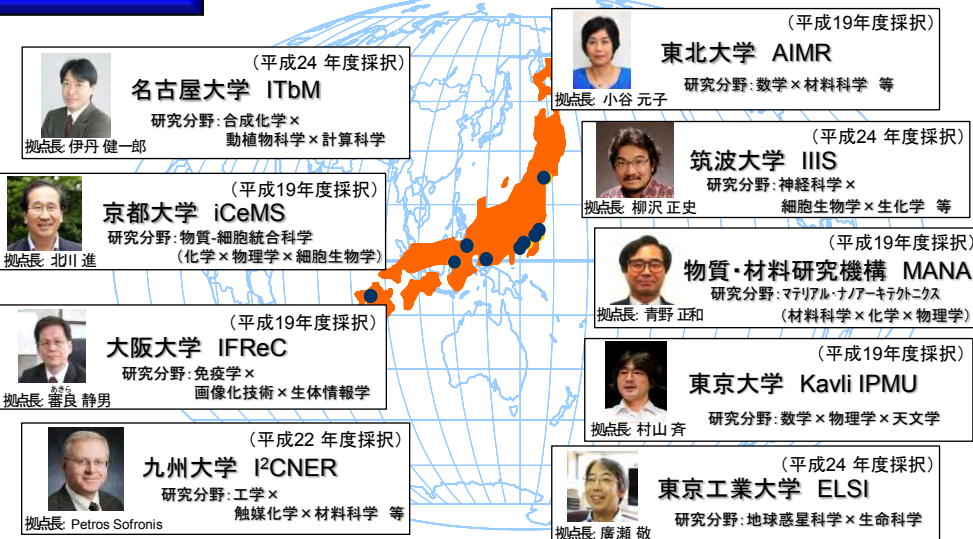 (平成24 年度採択)
名古屋大学 ITbM
研究分野:合成化学×
動植物科学×計算科学
拠点長: 伊丹 健一郎
(平成19年度採択)
京都大学 iCeMS
研究分野:物質-細胞統合科学
(化学×物理学×細胞生物学)
拠点長: 北川 進
(平成19年度採択)
大阪大学 IFReC
研究分野:免疫学×
画像化技術×生体情報学
あきら
拠点長: 審良 静男
(平成22 年度採択)
九州大学 I²CNER
研究分野:工学×
触媒化学×材料科学 等
拠点長: Petros Sofronis
(平成19年度採択)
東北大学 AIMR
研究分野:数学×材料科学 等
拠点長: 小谷 元子
(平成24 年度採択)
筑波大学 IIIS
研究分野:神経科学×
細胞生物学×生化学 等
拠点長: 柳沢 正史
(平成19年度採択)
物質・材料研究機構 MANA
研究分野:マテリアル・ナノアーキテクトニクス
(材料科学×化学×物理学)
拠点長: 青野 正和
(平成19年度採択)
東京大学 Kavli IPMU
研究分野:数学×物理学×天文学
拠点長: 村山 斉
(平成24 年度採択)
東京工業大学 ELSI
研究分野:地球惑星科学×生命科学
拠点長: 廣瀬 敬